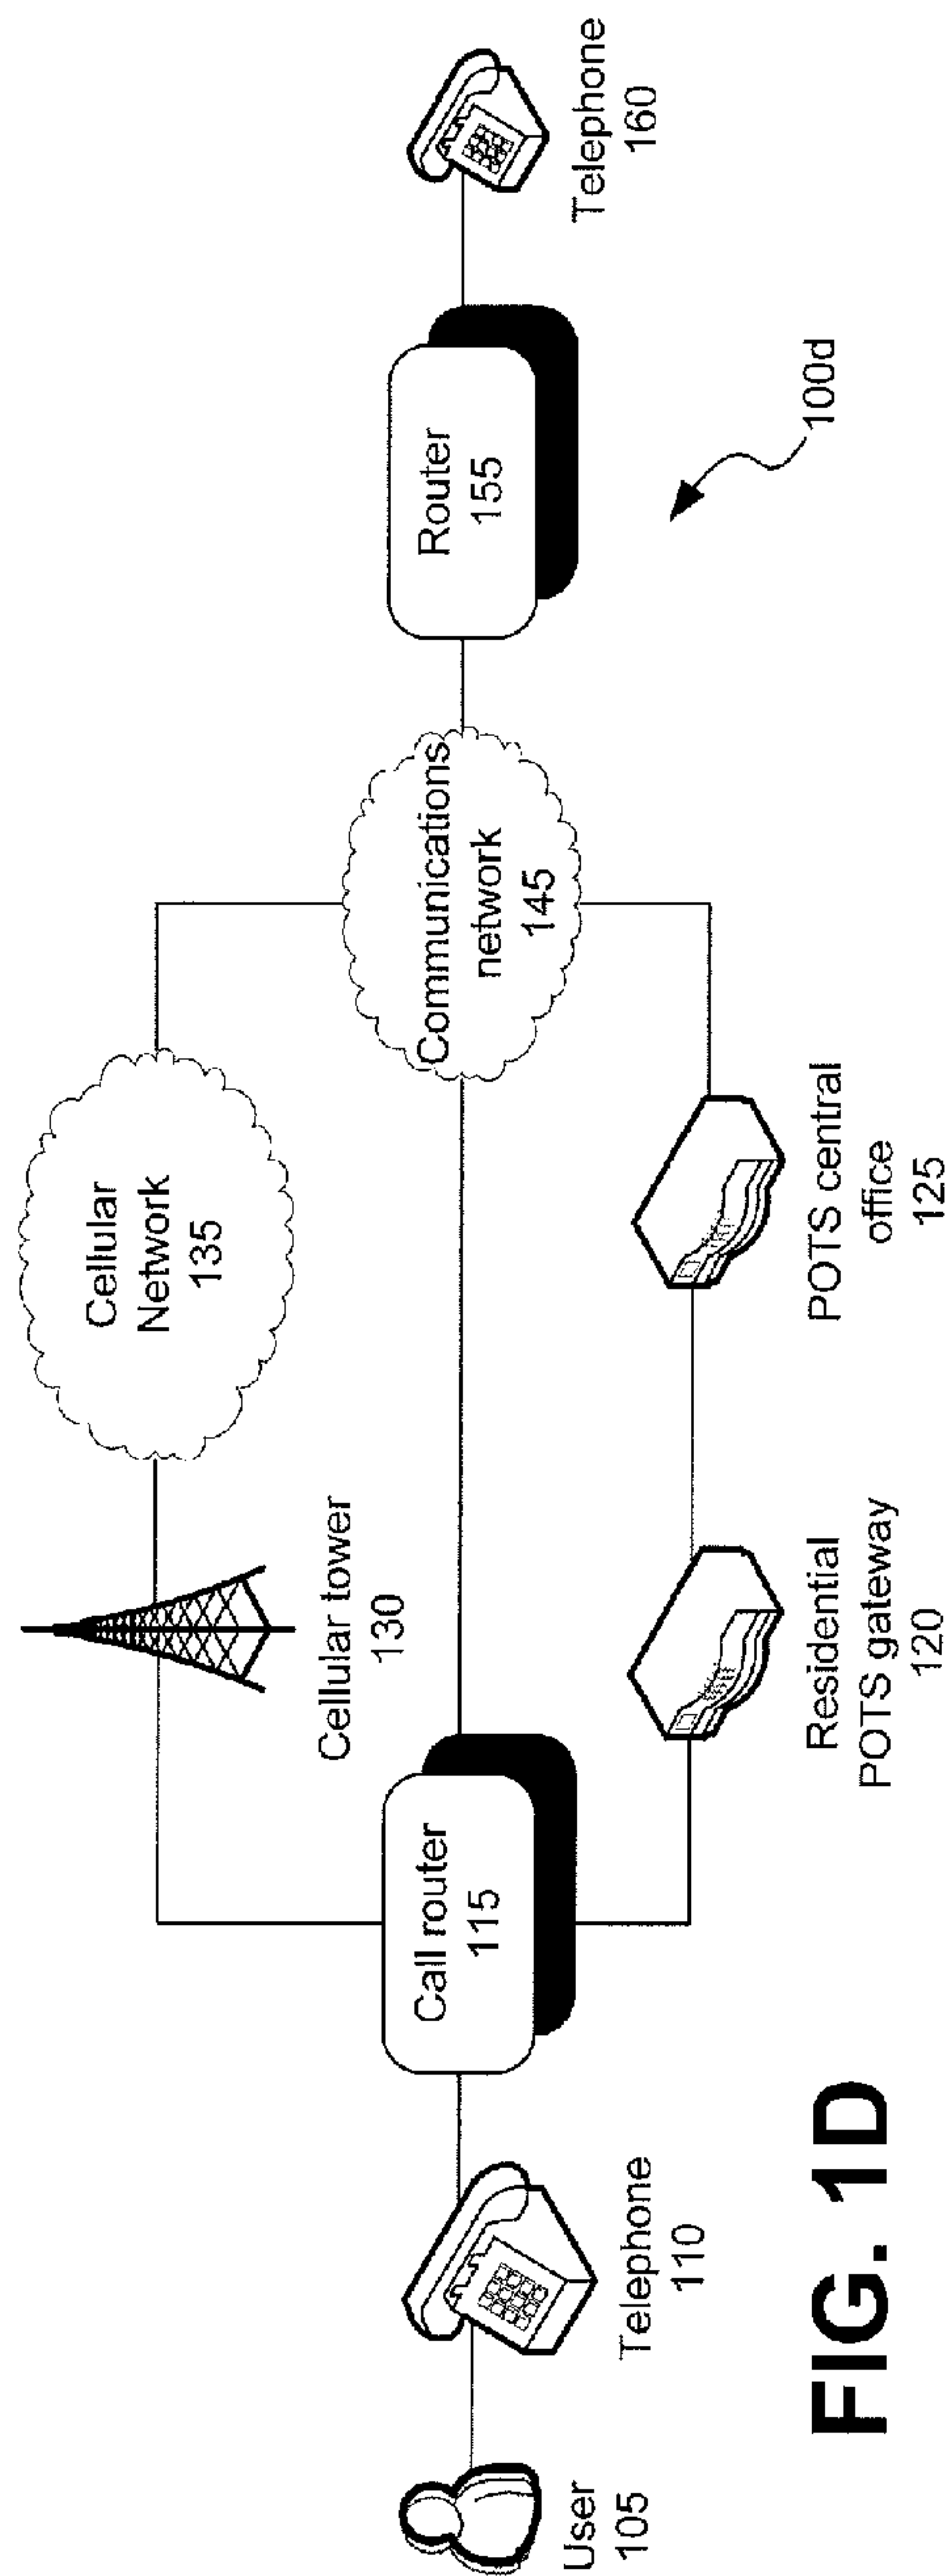 User
105
Telephone
110
Call router
115
Cellular tower
130
Cellular
Network
135
Residential
POTS gateway
120
POTS central
office
125
Communications
network
145
Router
155
Telephone
160
100d
FIG. 1D